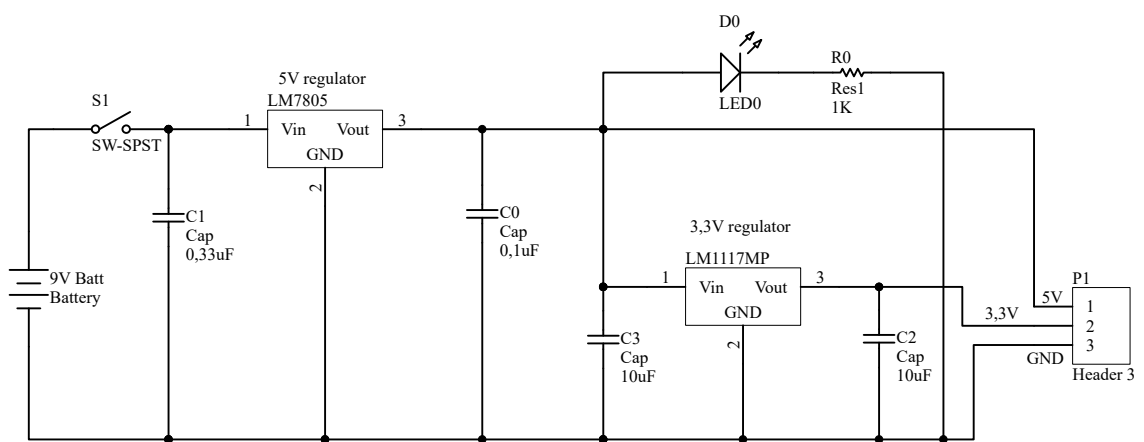 D0
LED0
R0
Res1
1K
S1
SW-SPST
5V regulator
LM7805
1
Vin
Vout
3
GND
2
C1
Cap
0,33uF
C0
Cap
0,1uF
9V Batt
Battery
3,3V regulator
LM1117MP
1
Vin
Vout
3
GND
2
C3
Cap
10uF
C2
Cap
10uF
P1
5V
1
3,3V
2
3
GND
Header 3